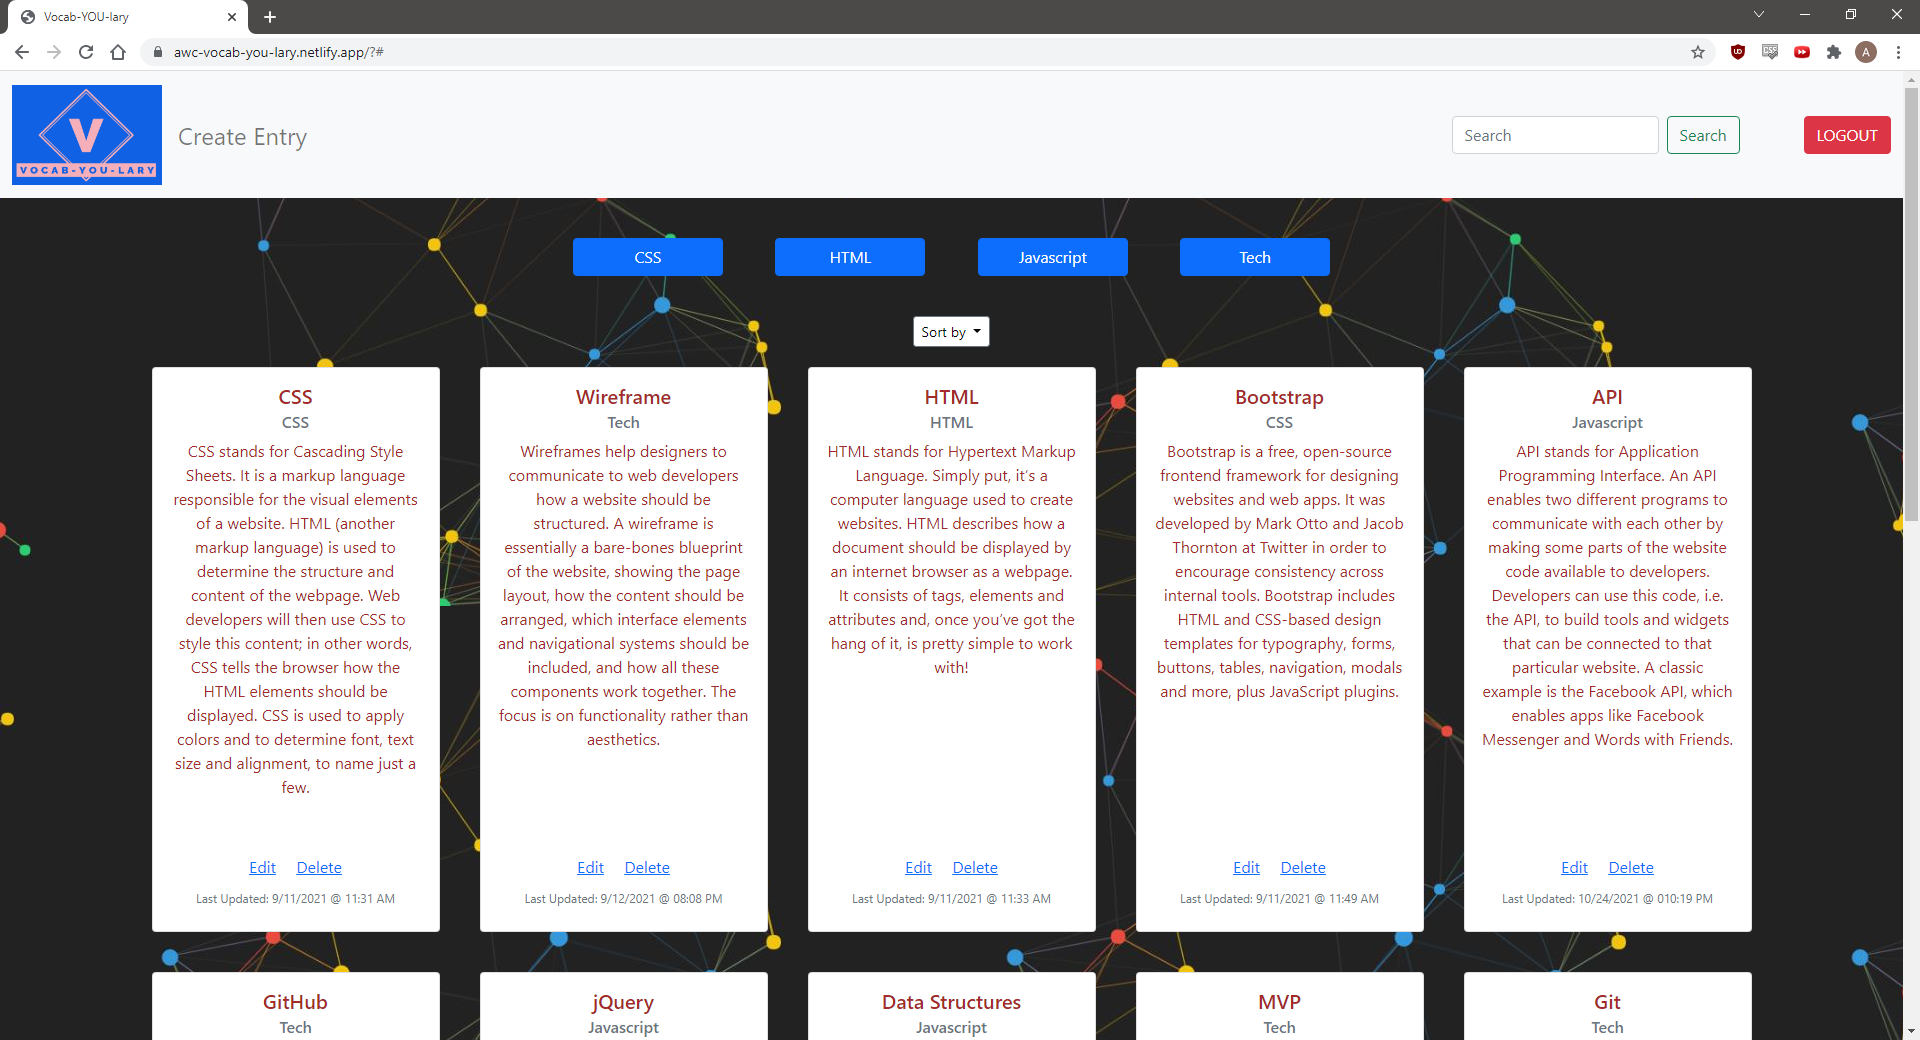 Vocab-YOU-lary
awc-vocab-you-lary.netlify.app/?#
A
V
VOCAB-YOU-LARY
Create Entry
Search
Search
LOGOUT
CSS
HTML
Javascript
Tech
Sort by
CSS
CSS
CSS stands for Cascading Style
Sheets. It is a markup language
responsible for the visual elements
of a website. HTML (another
markup language) is used to
determine the structure and
content of the webpage. Web
developers will then use CSS to
style this content; in other words,
CSS tells the browser how the
HTML elements should be
displayed. CSS is used to apply
colors and to determine font, text
size and alignment, to name just a
few.
Edit Delete
Last Updated: 9/11/2021 @ 11:31 AM
Wireframe
Tech
Wireframes help designers to
communicate to web developers
how a website should be
structured. A wireframe is
essentially a bare-bones blueprint
of the website, showing the page
layout, how the content should be
arranged, which interface elements
and navigational systems should be
included, and how all these
components work together. The
focus is on functionality rather than
aesthetics.
Edit Delete
Last Updated: 9/12/2021 @ 08:08 PM
HTML
HTML
HTML stands for Hypertext Markup
Language. Simply put, it’s a
computer language used to create
websites. HTML describes how a
document should be displayed by
an internet browser as a webpage.
It consists of tags, elements and
attributes and, once you’ve got the
hang of it, is pretty simple to work
with!
Edit Delete
Last Updated: 9/11/2021 @ 11:33 AM
Bootstrap
CSS
Bootstrap is a free, open-source
frontend framework for designing
websites and web apps. It was
developed by Mark Otto and Jacob
Thornton at Twitter in order to
encourage consistency across
internal tools. Bootstrap includes
HTML and CSS-based design
templates for typography, forms,
buttons, tables, navigation, modals
and more, plus JavaScript plugins.
Edit Delete
Last Updated: 9/11/2021 @ 11:49 AM
API
Javascript
API stands for Application
Programming Interface. An API
enables two different programs to
communicate with each other by
making some parts of the website
code available to developers.
Developers can use this code, i.e.
the API, to build tools and widgets
that can be connected to that
particular website. A classic
example is the Facebook API, which
enables apps like Facebook
Messenger and Words with Friends.
Edit Delete
Last Updated: 10/24/2021 @ 010:19 PM
GitHub
Tech
jQuery
Javascript
Data Structures
Javascript
MVP
Tech
Git
Tech